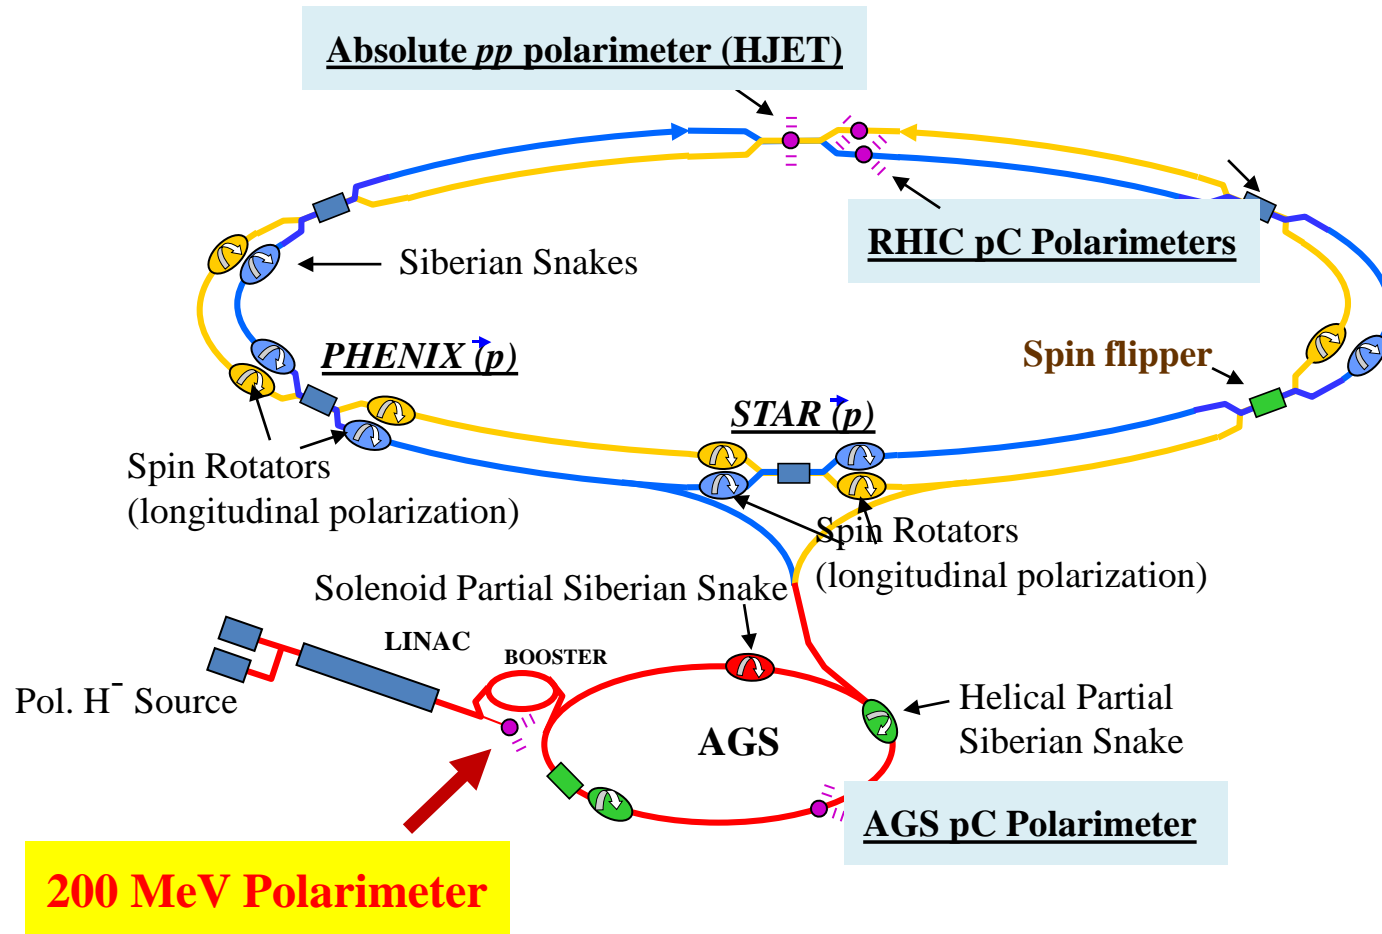 Absolute pp polarimeter (HJET)
RHIC pC Polarimeters
Siberian Snakes
PHENIX (p)
Spin flipper
STAR (p)
Spin Rotators
(longitudinal polarization)
Spin Rotators
(longitudinal polarization)
Solenoid Partial Siberian Snake
LINAC
BOOSTER
Pol. H⁻ Source
Helical Partial
Siberian Snake
AGS
AGS pC Polarimeter
200 MeV Polarimeter